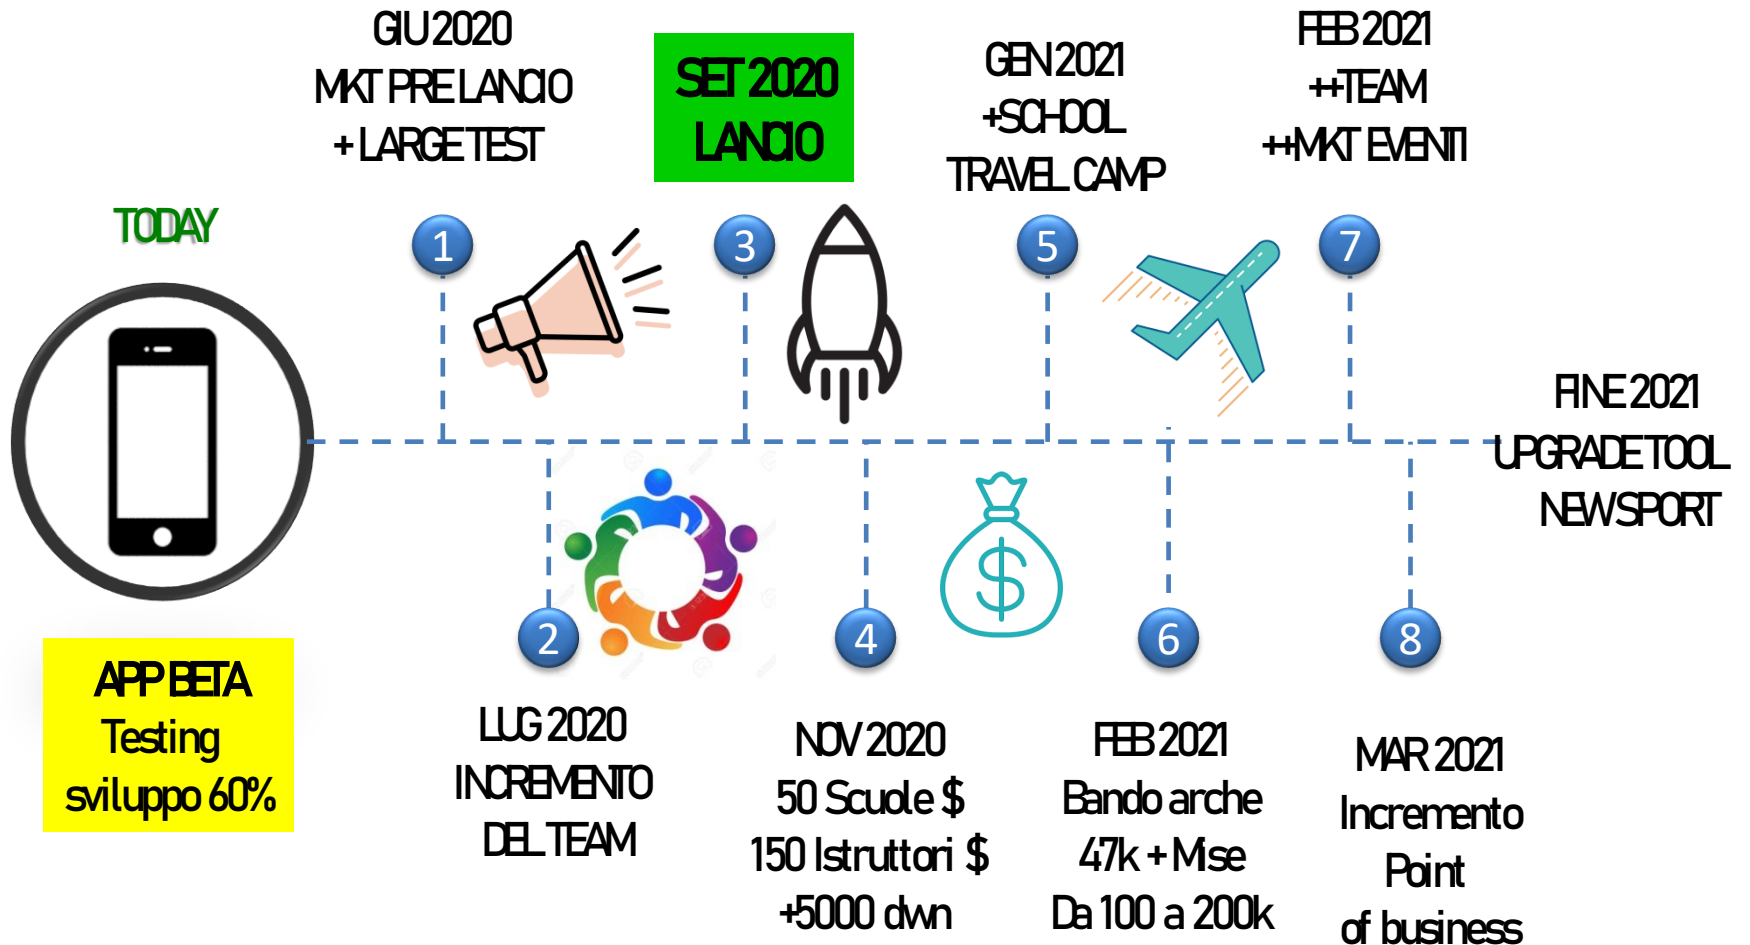 TODAY
APP BETA
Testing
sviluppo 60%
GIU 2020
MKT PRE LANCIO
+ LARGE TEST
1
2
LUG 2020
INCREMENTO
DEL TEAM
SET 2020
LANCIO
3
4
NOV 2020
50 Scuole $
150 Istruttori $
+5000 dwn
GEN 2021
+SCHOOL
TRAVEL CAMP
5
$
6
FEB 2021
Bando arche
47k + Mise
Da 100 a 200k
FEB 2021
++TEAM
++MKT EVENTI
7
8
MAR 2021
Incremento
Point
of business
FINE 2021
UPGRADE TOOL
NEW SPORT